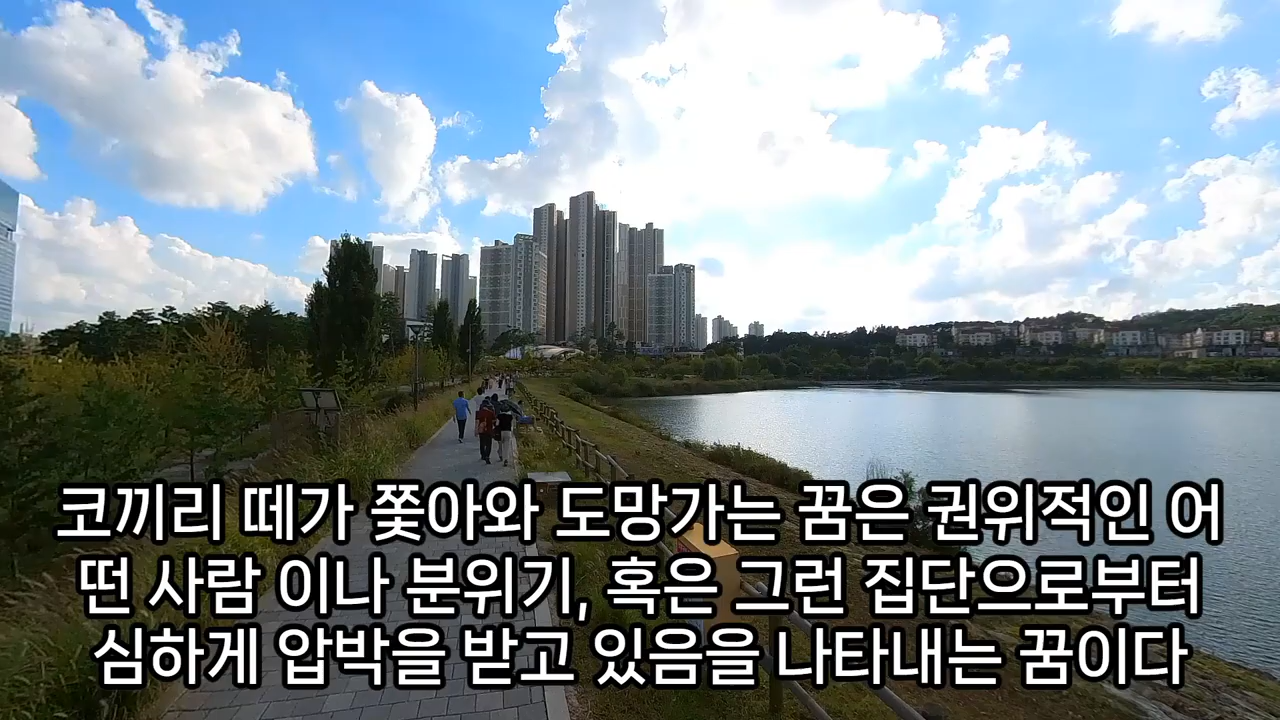 코끼리 떼가 쫓아와 도망가는 꿈은 권위적인 어
떤 사람 이나 분위기, 혹은 그런 집단으로부터
심하게 압박을 받고 있음을 나타내는 꿈이다